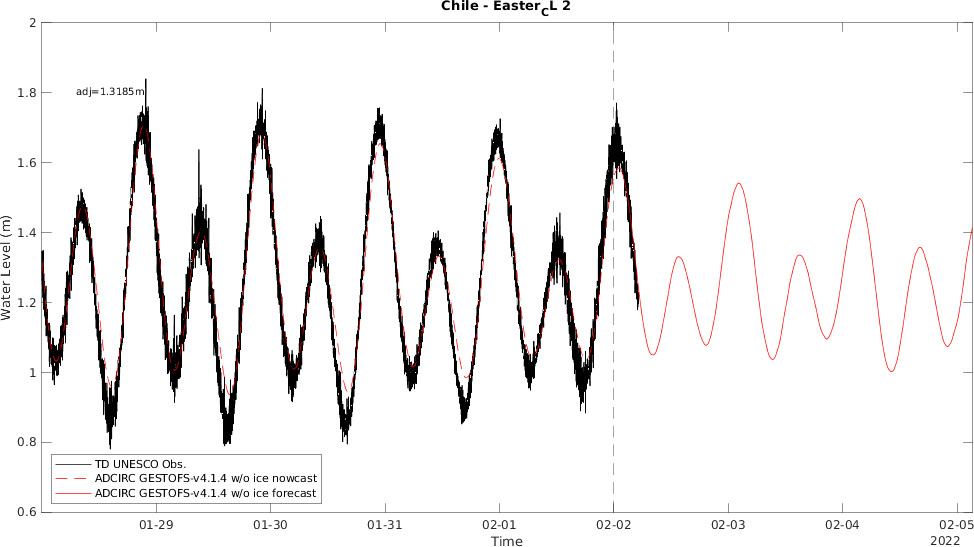 Chile - Easter_CL 2
2
1.8
1.6
1.4
1.2
1
0.8
0.6
Water Level (m)
adj=1.3185m
TD UNESCO Obs.
ADCIRC GESTOFS-v4.1.4 w/o ice nowcast
ADCIRC GESTOFS-v4.1.4 w/o ice forecast
01-29 01-30 01-31 02-01 02-02 02-03 02-04 02-05
Time
2022